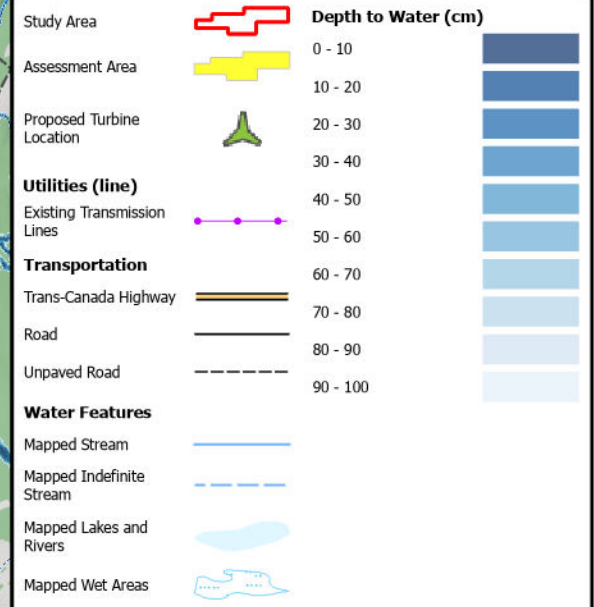 Study Area
Assessment Area
Proposed Turbine
Location
Utilities (line)
Existing Transmission
Lines
Transportation
Trans-Canada Highway
Road
Unpaved Road
Water Features
Mapped Stream
Mapped Indefinite
Stream
Mapped Lakes and
Rivers
Mapped Wet Areas
Depth to Water (cm)
0 - 10
10 - 20
20 - 30
30 - 40
40 - 50
50 - 60
60 - 70
70 - 80
80 - 90
90 - 100